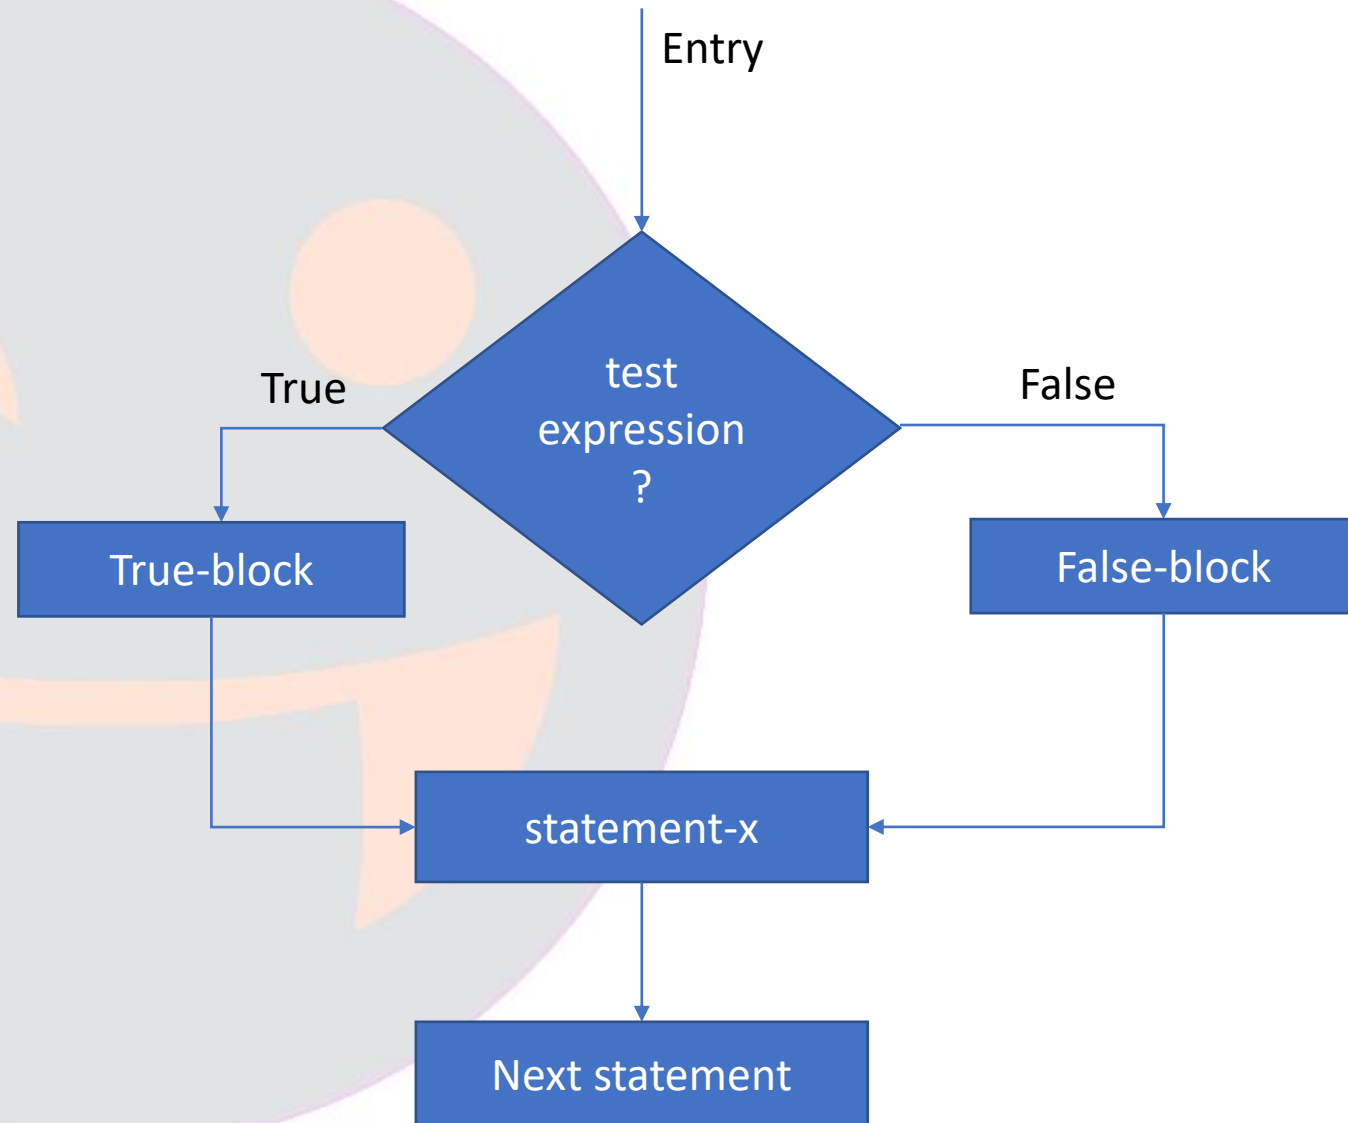 Entry
test
expression
?
True
False
True-block
False-block
statement-x
Next statement